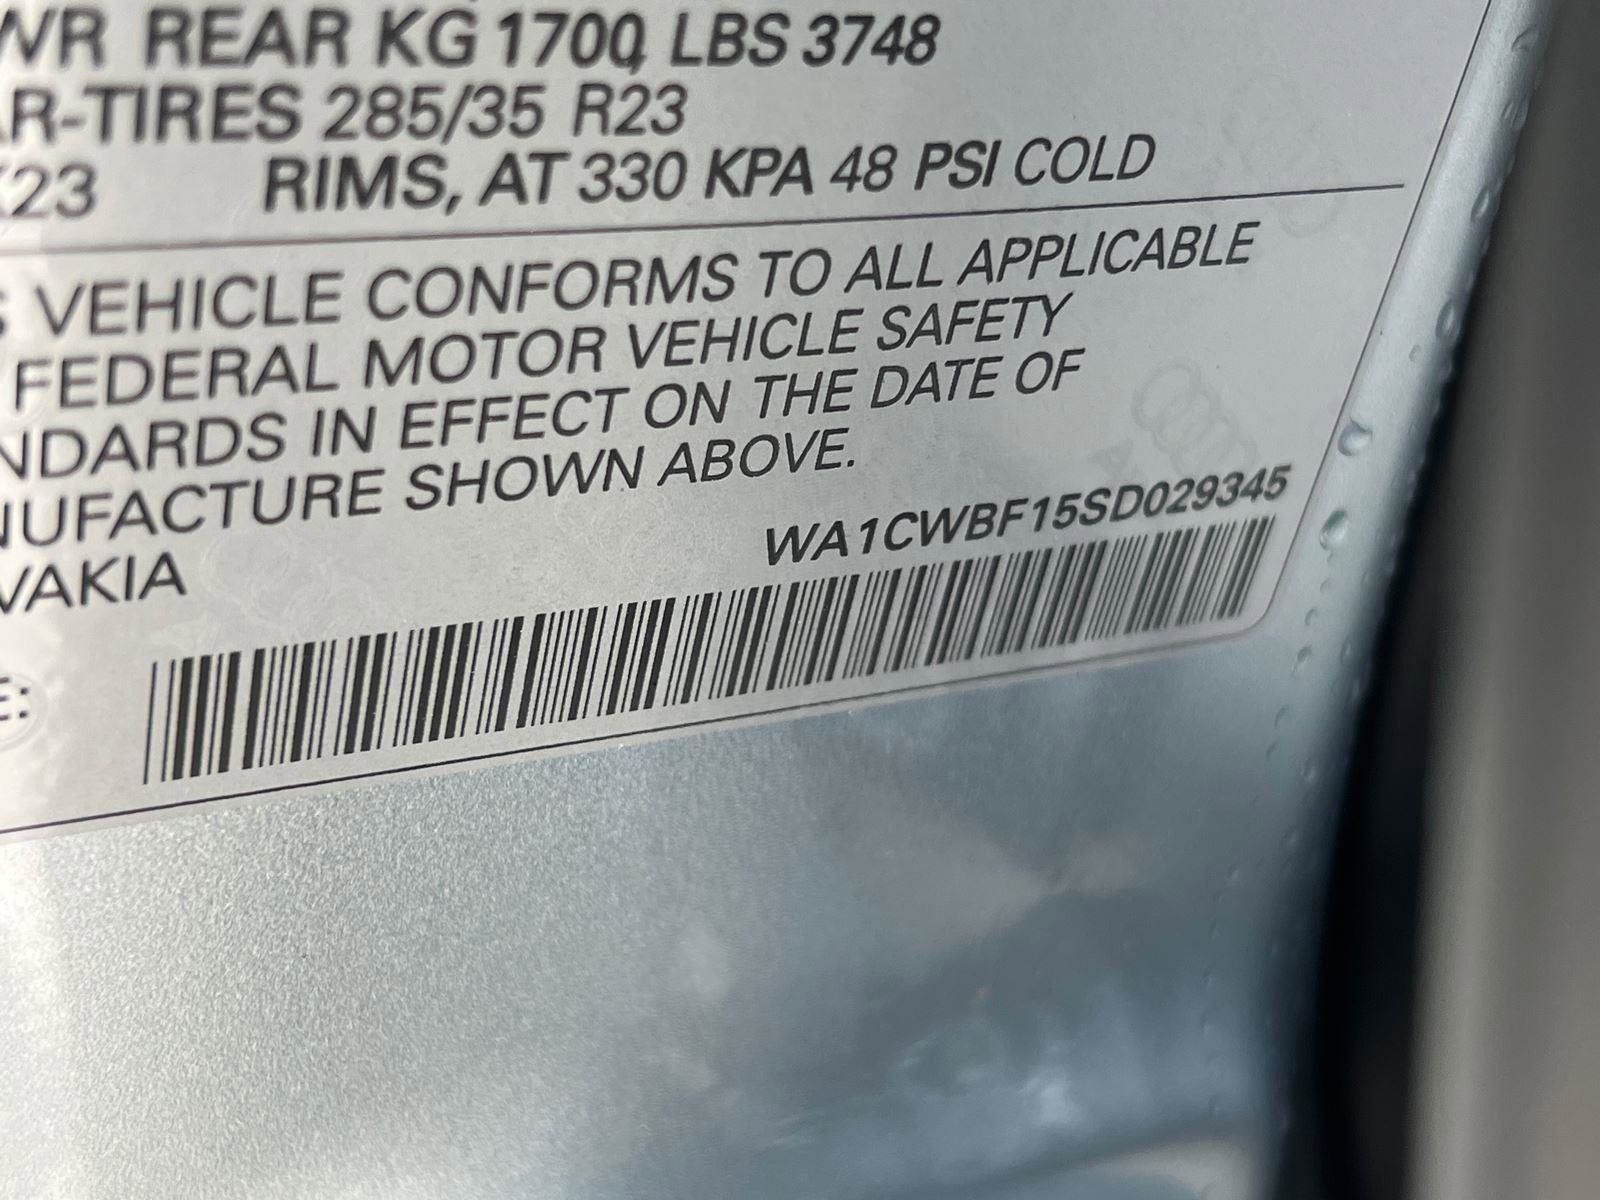 WR REAR KG 1700, LBS 3748
R-TIRES 285/35 R23
23 RIMS, AT 330 KPA 48 PSI COLD
S VEHICLE CONFORMS TO ALL APPLICABLE
FEDERAL MOTOR VEHICLE SAFETY
NDARDS IN EFFECT ON THE DATE OF
NUFACTURE SHOWN ABOVE.
VAKIA
WA1CWBF15SD029345
E: